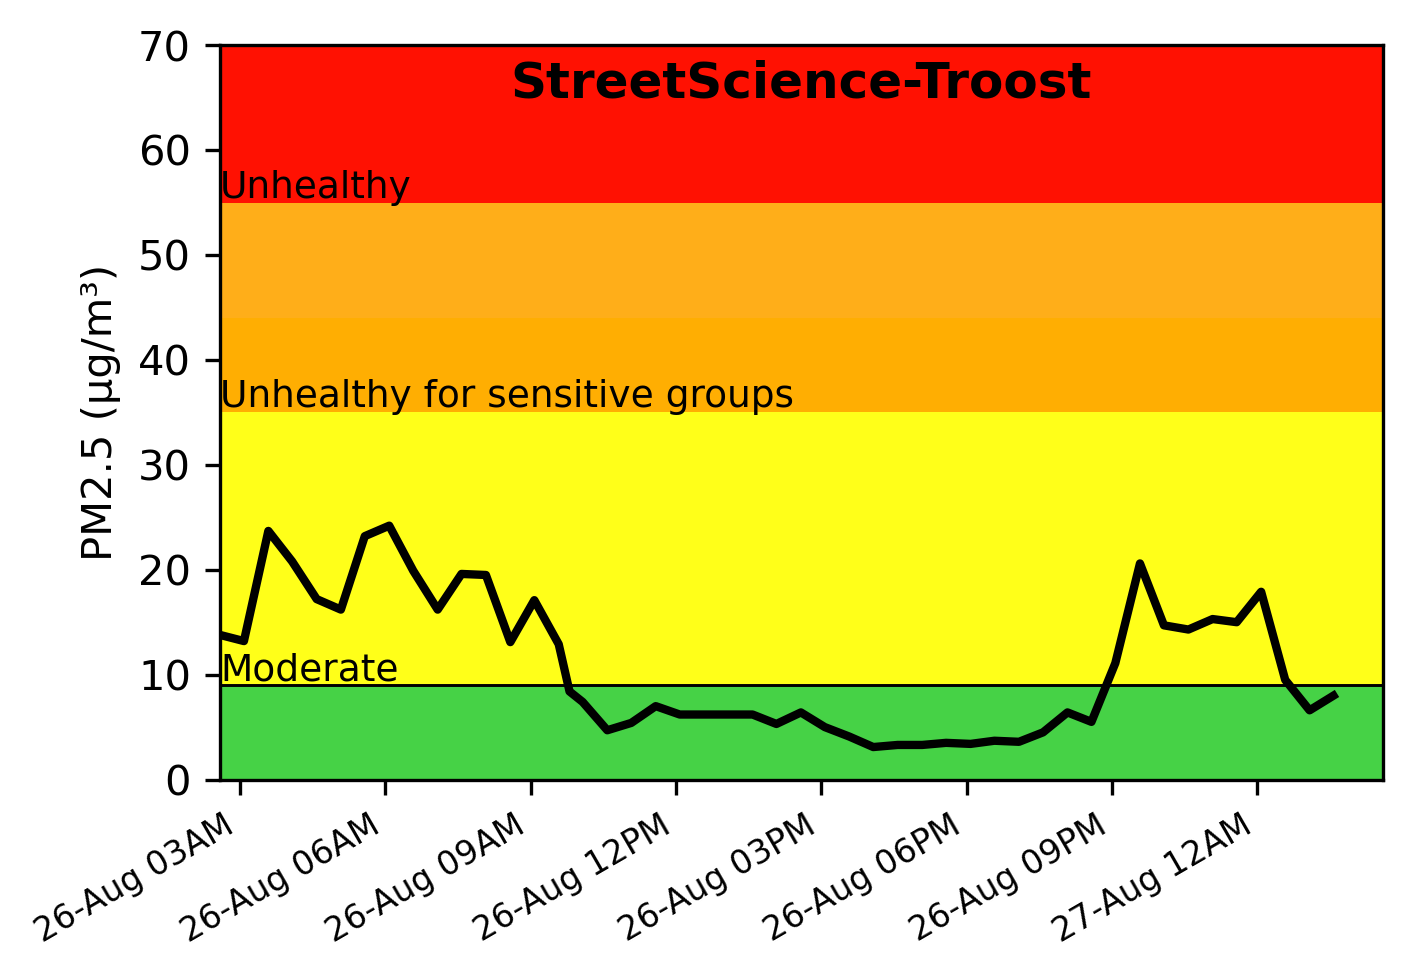 StreetScience-Troost
70
60
50
40
30
20
10
0
PM2.5 (µg/m³)
Unhealthy
Unhealthy for sensitive groups
Moderate
26-Aug 03AM
26-Aug 06AM
26-Aug 09AM
26-Aug 12PM
26-Aug 03PM
26-Aug 06PM
26-Aug 09PM
27-Aug 12AM